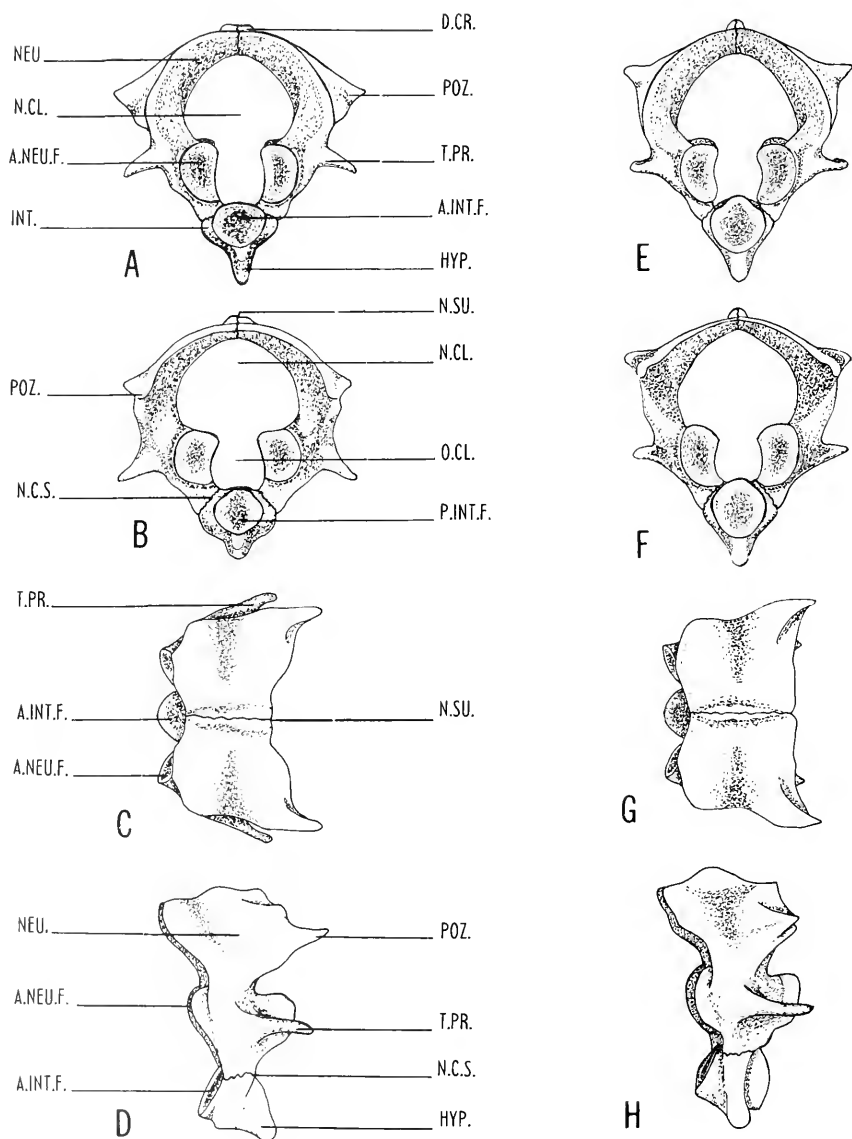 D.CR.
NEU
POZ.
N.CL.
A.NEU.F.
T.PR.
INT.
A.INT.F.
A
HYP.
E
N.SU.
N.CL.
POZ.
O.CL.
N.C.S.
P.INT.F.
B
F
T.PR.
A.INT.F.
N.SU.
A.NEU.F.
C
G
NEU.
POZ.
A.NEU.F.
T.PR.
N.C.S.
A.INT.F.
HYP.
D
H